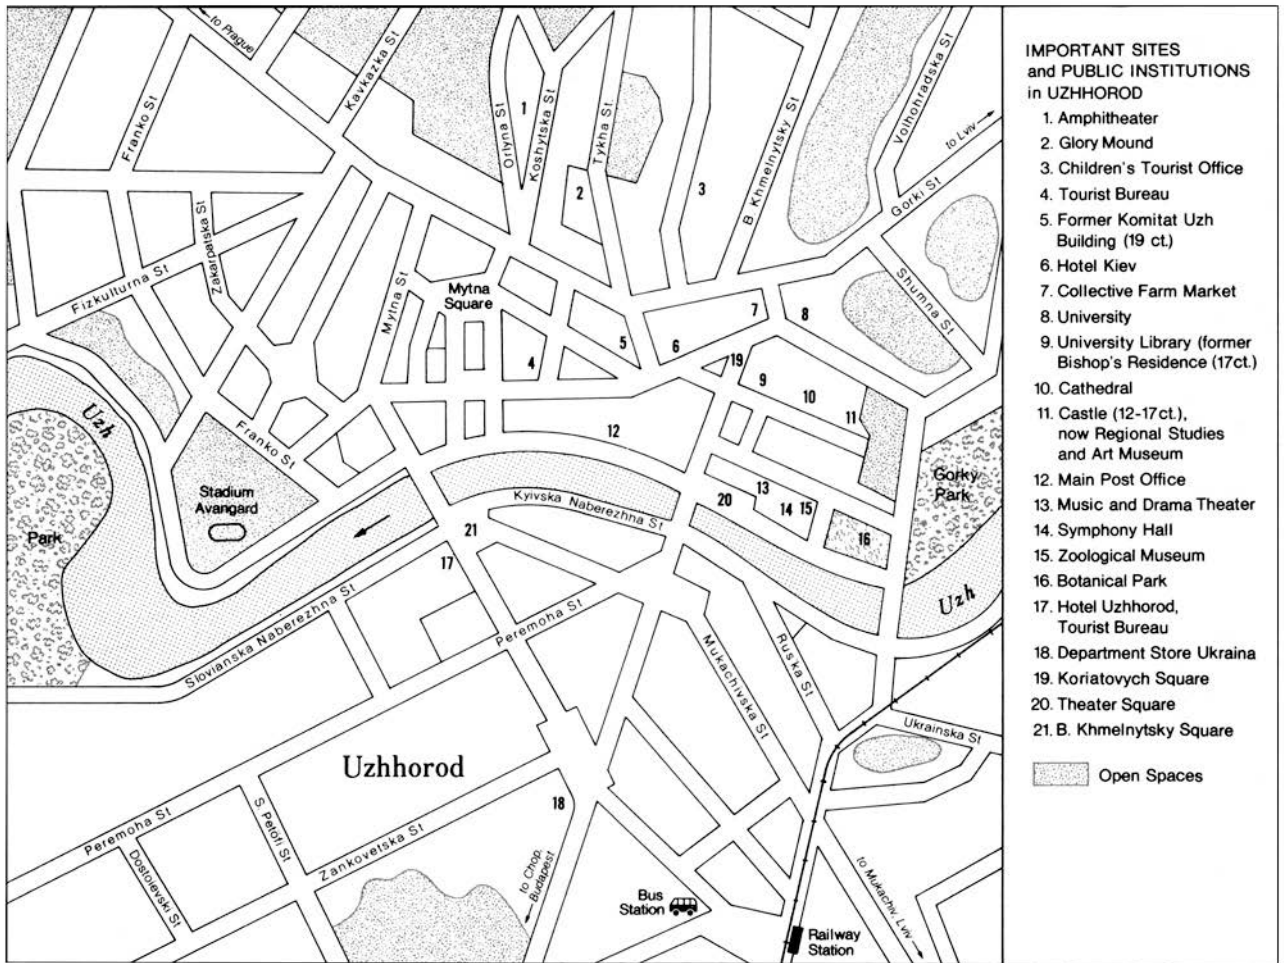 to Prague
Kavkazka St
Franko St
Orlyna St
1
Koshytska St
Tykha St
2
3
B Khmelnytsky St
Volhohradska St
to Lviv
Gorki St
Zakarpatska St
Fizkulturna St
Mytna St
Mytna
Square
Shumna St
4
5
6
7
8
19
9
10
11
12
Uzh
Franko St
Stadium
Avangard
Park
Kyivska Naberezhna St
21
20
13
14
15
16
Gorky
Park
Uzh
17
Slovianska Naberezhna St
Peremoha St
Mukachivska St
Ruska St
Ukrainska St
Uzhhorod
18
Peremoha St
S. Petofi St
Zankovetska St
Dostoievski St
to Chop,
Budapest
Bus
Station
Railway
Station
to Mukachiv, Lviv
IMPORTANT SITES
and PUBLIC INSTITUTIONS
in UZHHOROD
1. Amphitheater
2. Glory Mound
3. Children's Tourist Office
4. Tourist Bureau
5. Former Komitat Uzh
Building (19 ct.)
6. Hotel Kiev
7. Collective Farm Market
8. University
9. University Library (former
Bishop's Residence (17ct.)
10. Cathedral
11. Castle (12-17ct.),
now Regional Studies
and Art Museum
12. Main Post Office
13. Music and Drama Theater
14. Symphony Hall
15. Zoological Museum
16. Botanical Park
17. Hotel Uzhhorod,
Tourist Bureau
18. Department Store Ukraina
19. Koriatovych Square
20. Theater Square
21. B. Khmelnytsky Square
Open Spaces